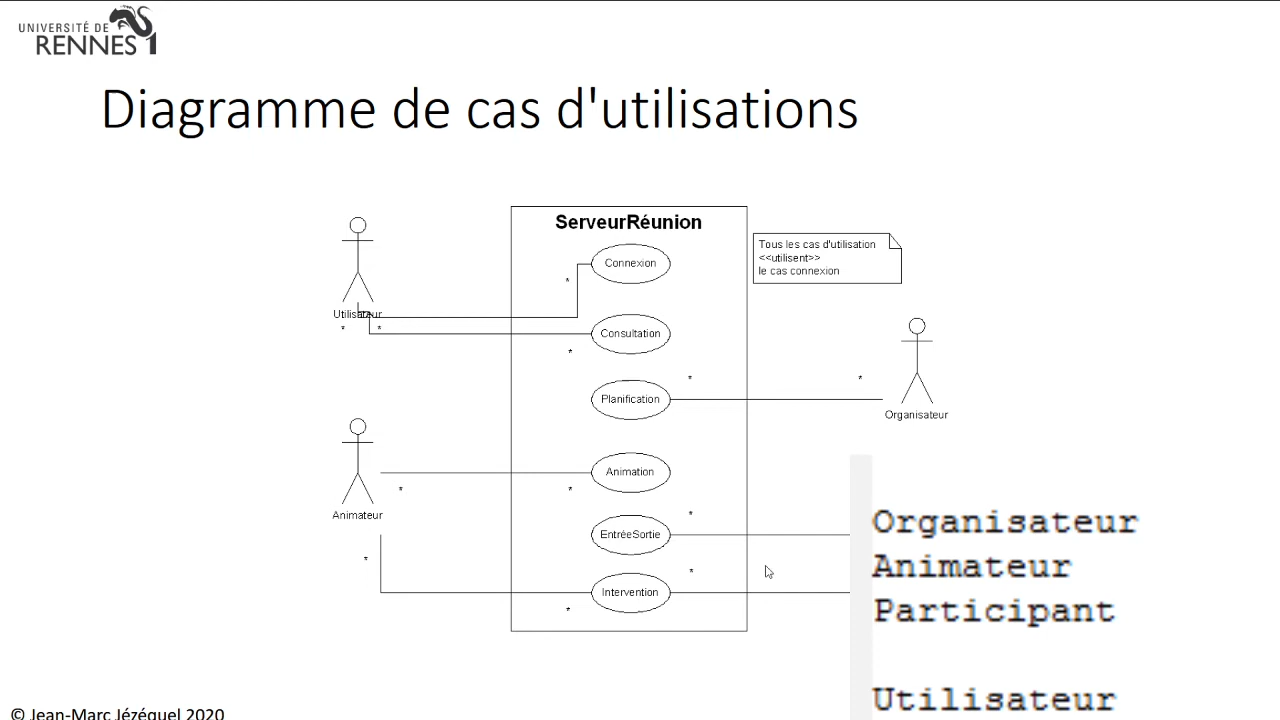 UNIVERSITÉ DE
RENNES 1
Diagramme de cas d'utilisations
ServeurRéunion
Connexion
Tous les cas d'utilisation
<<utilisent>>
le cas connexion
*
Utilisateur
* *
Consultation
*
Planification
* *
Organisateur
Animation
* *
Animateur
*
EntréeSortie
*
Intervention
*
*
Organisateur
Animateur
Participant
Utilisateur
© Jean-Marc Jézéquel 2020